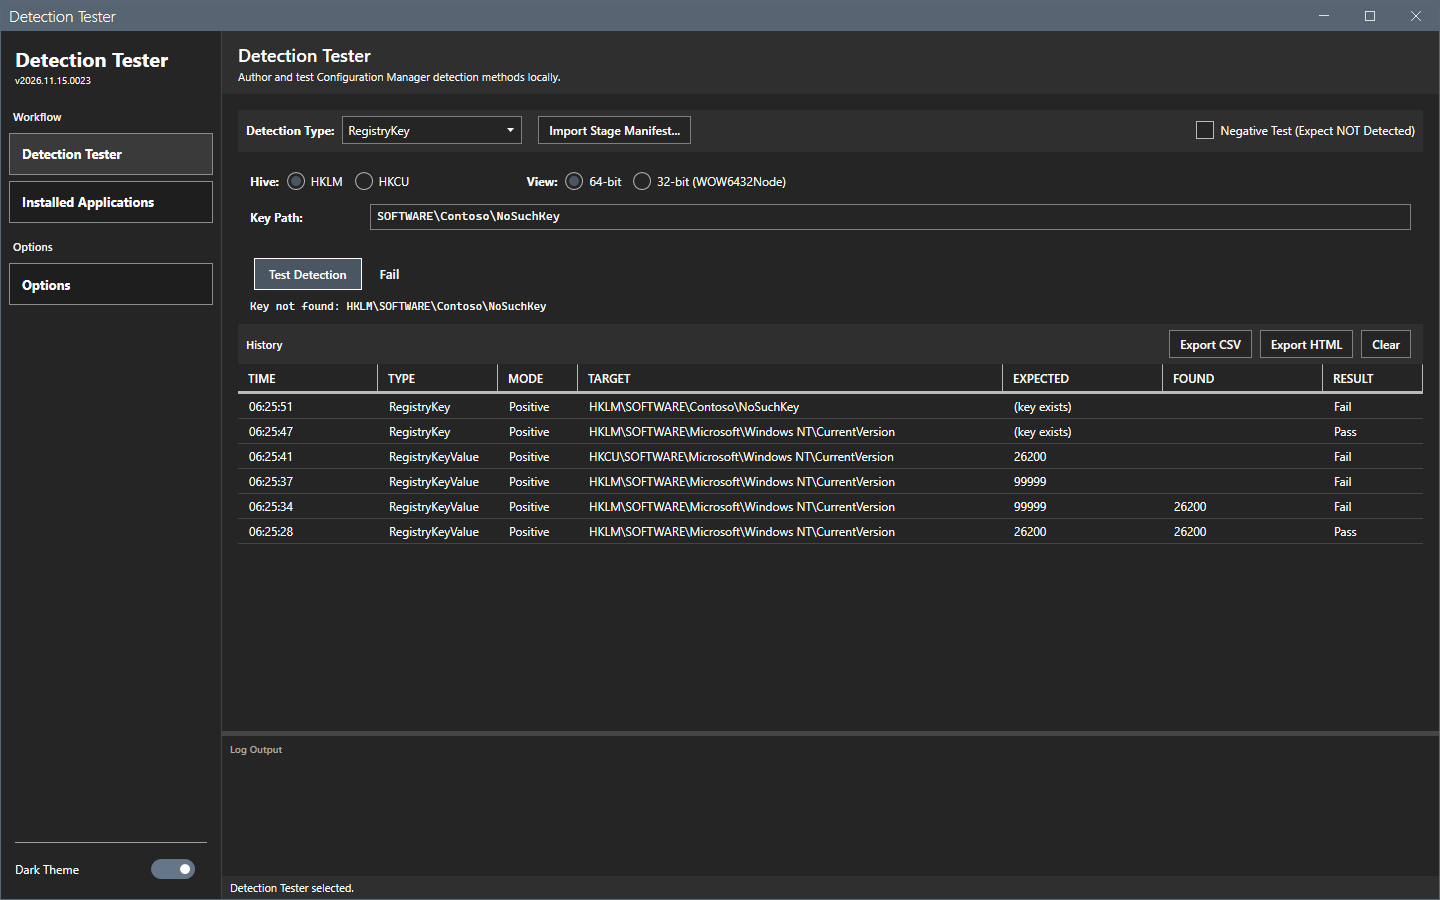 Detection Tester
Detection Tester
v2026.11.15.0023
Workflow
Detection Tester
Installed Applications
Options
Options
Dark Theme
Detection Tester
Author and test Configuration Manager detection methods locally.
Detection Type: RegistryKey Import Stage Manifest... Negative Test (Expect NOT Detected)
Hive: HKLM HKCU View: 64-bit 32-bit (WOW6432Node)
Key Path: SOFTWARE\Contoso\NoSuchKey
Test Detection Fail
Key not found: HKLM\SOFTWARE\Contoso\NoSuchKey
History Export CSV Export HTML Clear
TIME TYPE MODE TARGET EXPECTED FOUND RESULT
06:25:51 RegistryKey Positive HKLM\SOFTWARE\Contoso\NoSuchKey (key exists) Fail
06:25:47 RegistryKey Positive HKLM\SOFTWARE\Microsoft\Windows NT\CurrentVersion (key exists) Pass
06:25:41 RegistryKeyValue Positive HKCU\SOFTWARE\Microsoft\Windows NT\CurrentVersion 26200 Fail
06:25:37 RegistryKeyValue Positive HKLM\SOFTWARE\Microsoft\Windows NT\CurrentVersion 99999 Fail
06:25:34 RegistryKeyValue Positive HKLM\SOFTWARE\Microsoft\Windows NT\CurrentVersion 99999 26200 Fail
06:25:28 RegistryKeyValue Positive HKLM\SOFTWARE\Microsoft\Windows NT\CurrentVersion 26200 26200 Pass
Log Output
Detection Tester selected.